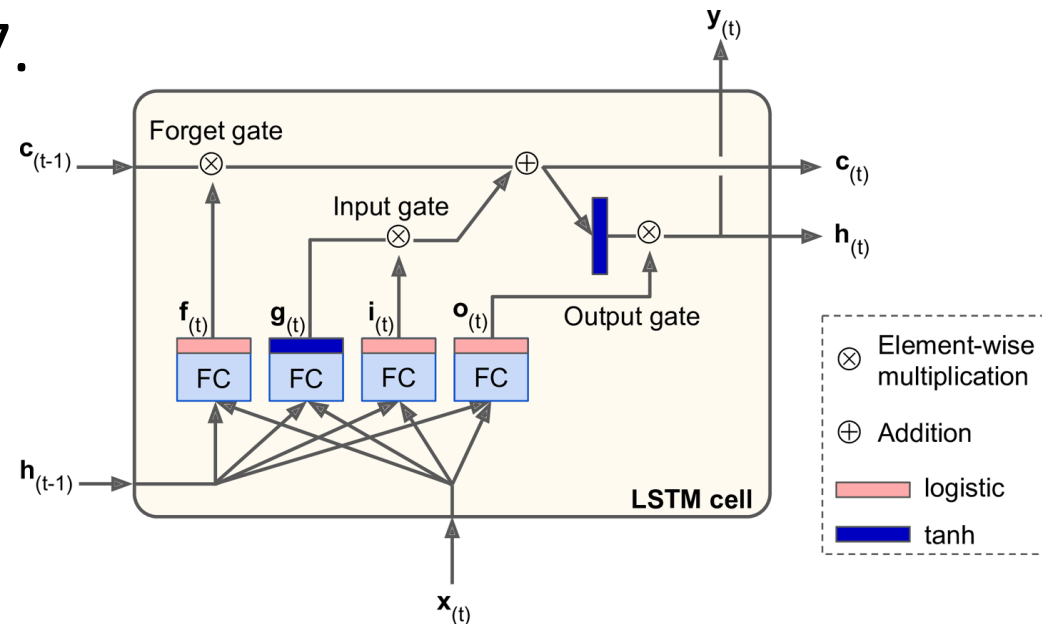 7.
y(t)
Forget gate
c(t-1)
c(t)
Input gate
h(t)
f(t)
g(t)
i(t)
o(t)
Output gate
FC
FC
FC
FC
h(t-1)
LSTM cell
x(t)
Element-wise
multiplication
Addition
logistic
tanh